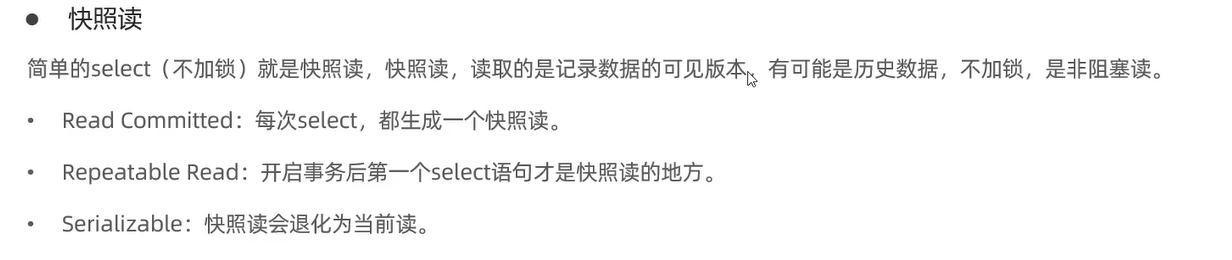 ● 快照读
简单的select（不加锁）就是快照读，快照读，读取的是记录数据的可见版本，有可能是历史数据，不加锁，是非阻塞读。
• Read Committed：每次select，都生成一个快照读。
• Repeatable Read：开启事务后第一个select语句才是快照读的地方。
• Serializable：快照读会退化为当前读。